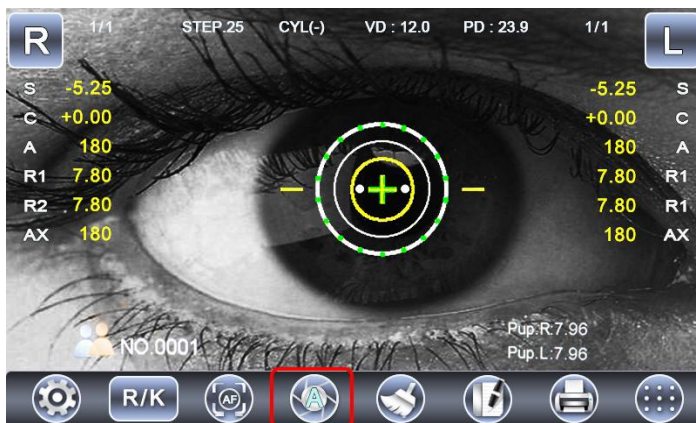 R 1/1 STEP.25 CYL(-) VD : 12.0 PD : 23.9 1/1 L
S -5.25 -5.25 S
C +0.00 +0.00 C
A 180 180 A
R1 7.80 7.80 R1
R2 7.80 7.80 R1
AX 180 180 AX
NO.0001
Pup.R:7.96
Pup.L:7.96
R/K AF A